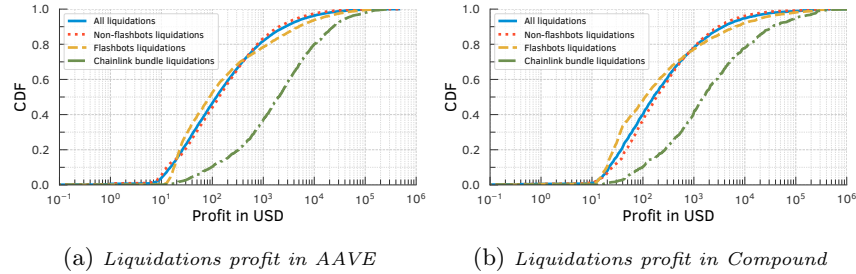 1.0
0.8
0.6
0.4
0.2
0.0
CDF
All liquidations
Non-flashbots liquidations
Flashbots liquidations
Chainlink bundle liquidations
10^-1 10^0 10^1 10^2 10^3 10^4 10^5 10^6
Profit in USD
(a) Liquidations profit in AAVE
1.0
0.8
0.6
0.4
0.2
0.0
CDF
All liquidations
Non-flashbots liquidations
Flashbots liquidations
Chainlink bundle liquidations
10^-1 10^0 10^1 10^2 10^3 10^4 10^5 10^6
Profit in USD
(b) Liquidations profit in Compound